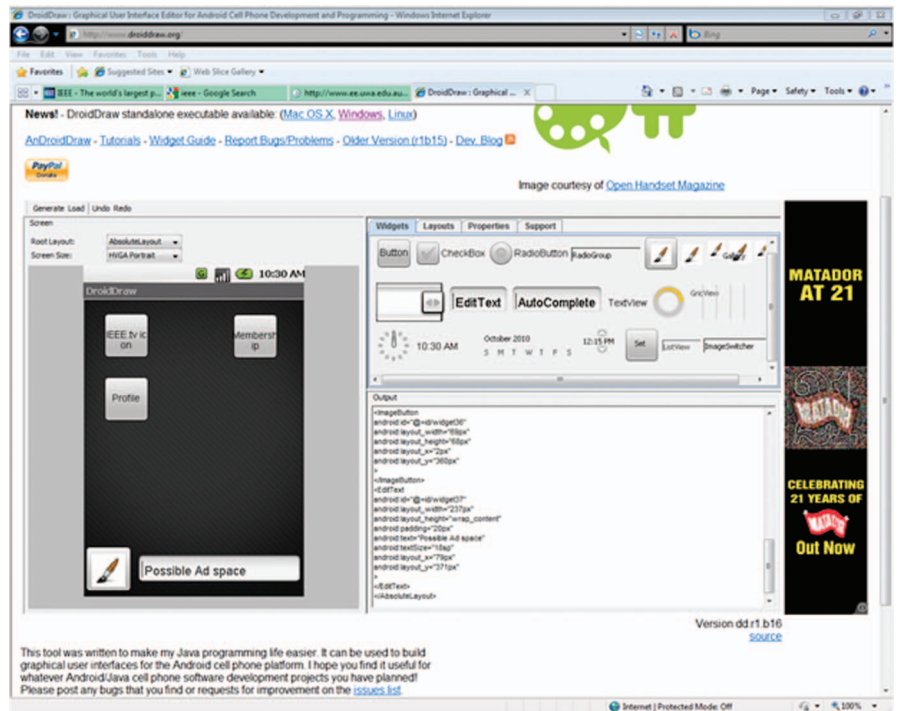 DroidDraw : Graphical User Interface Editor for Android Cell Phone Development and Programming - Windows Internet Explorer
http://www.droiddraw.org/
Bing
File Edit View Favorites Tools Help
Favorites Suggested Sites Web Slice Gallery
IEEE - The world's largest p... ieee - Google Search http://www.ee.uwa.edu.au... DroidDraw : Graphical ... X
Page Safety Tools
News! - DroidDraw standalone executable available: (Mac OS X, Windows, Linux)
AnDroidDraw - Tutorials - Widget Guide - Report Bugs/Problems - Older Version (r1b15) - Dev. Blog
PayPal
Donate
Image courtesy of Open Handset Magazine
Generate Load Undo Redo
Screen
Root Layout: AbsoluteLayout
Screen Size: HVGA Portrait
10:30 AM
DroidDraw
IEEE tv ic
on
Membersh
ip
Profile
Possible Ad space
Widgets Layouts Properties Support
Button CheckBox RadioButton RadioGroup
EditText AutoComplete TextView GridView
10:30 AM October 2010 12:15 PM Set ListView ImageSwitcher
S M T W T F S
Output
<ImageButton
android:id="@+id/widget36"
android:layout_width="69px"
android:layout_height="68px"
android:layout_x="2px"
android:layout_y="360px"
>
</ImageButton>
<EditText
android:id="@+id/widget37"
android:layout_width="237px"
android:layout_height="wrap_content"
android:padding="20px"
android:text="Possible Ad space"
android:textSize="18sp"
android:layout_x="79px"
android:layout_y="371px"
>
</EditText>
</AbsoluteLayout>
MATADOR
AT 21
MATADOR
CELEBRATING
21 YEARS OF
MATADOR
Out Now
Version dd.r1.b16
source
This tool was written to make my Java programming life easier. It can be used to build
graphical user interfaces for the Android cell phone platform. I hope you find it useful for
whatever Android/Java cell phone software development projects you have planned!
Please post any bugs that you find or requests for improvement on the issues list.
Internet | Protected Mode: Off 100%